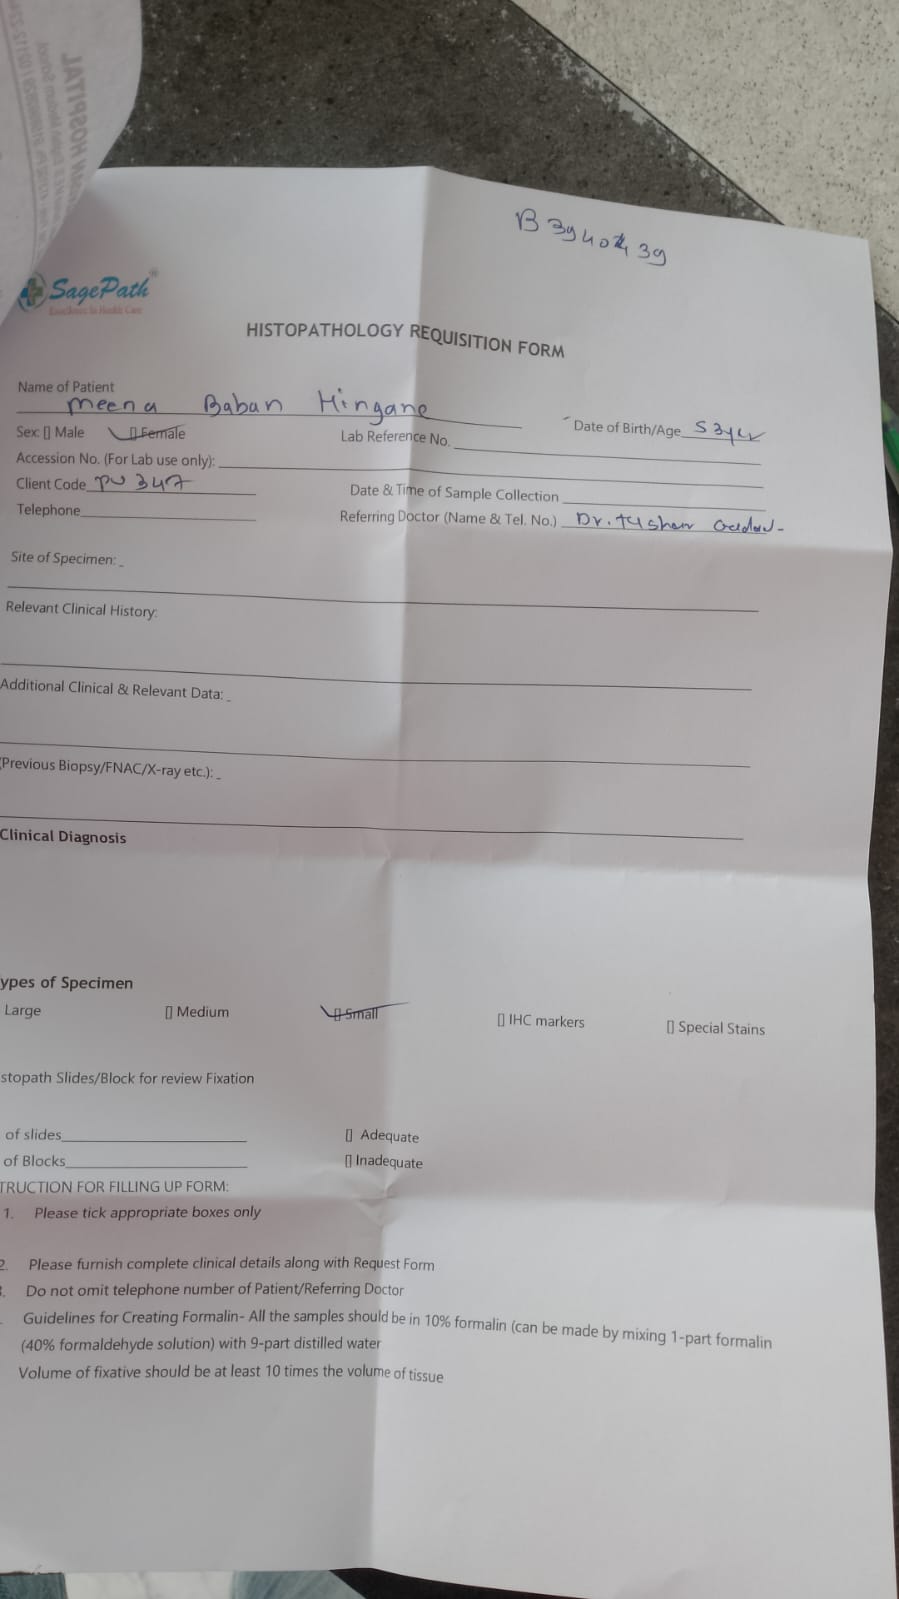 HOSPITAL
SagePath®
Excellence In Health Care
HISTOPATHOLOGY REQUISITION FORM
Name of Patient
Meena Baban Hingane
Date of Birth/Age 53yr
Sex: [] Male [] Female
Lab Reference No.
Accession No. (For Lab use only):
Client Code PU 347
Date & Time of Sample Collection
Telephone
Referring Doctor (Name & Tel. No.) Dr. Tushar
Site of Specimen:
Relevant Clinical History:
Additional Clinical & Relevant Data:
(Previous Biopsy/FNAC/X-ray etc.):
Clinical Diagnosis
ypes of Specimen
Large [] Medium [] Small [] IHC markers [] Special Stains
stopath Slides/Block for review Fixation
of slides [] Adequate
of Blocks [] Inadequate
TRUCTION FOR FILLING UP FORM:
1. Please tick appropriate boxes only
2. Please furnish complete clinical details along with Request Form
Do not omit telephone number of Patient/Referring Doctor
Guidelines for Creating Formalin- All the samples should be in 10% formalin (can be made by mixing 1-part formalin
(40% formaldehyde solution) with 9-part distilled water
Volume of fixative should be at least 10 times the volume of tissue